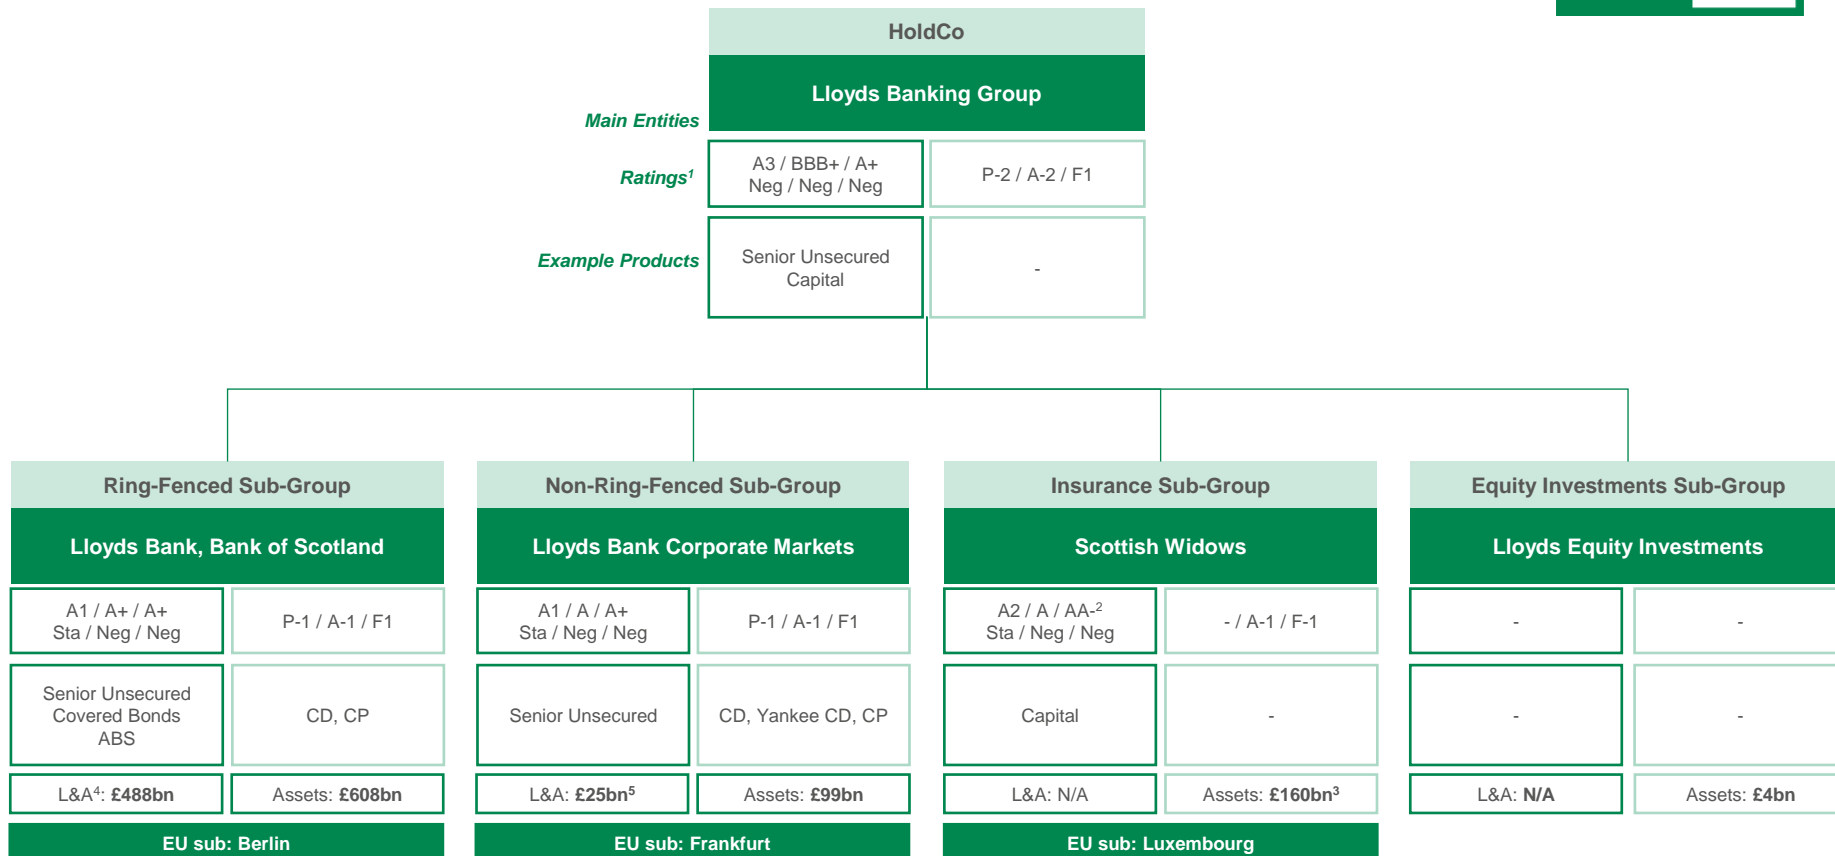 HoldCo
Lloyds Banking Group
Main Entities
Ratings¹
A3 / BBB+ / A+
Neg / Neg / Neg
P-2 / A-2 / F1
Example Products
Senior Unsecured
Capital
-
Ring-Fenced Sub-Group
Lloyds Bank, Bank of Scotland
A1 / A+ / A+
Sta / Neg / Neg
P-1 / A-1 / F1
Senior Unsecured
Covered Bonds
ABS
CD, CP
L&A⁴: £488bn
Assets: £608bn
EU sub: Berlin
Non-Ring-Fenced Sub-Group
Lloyds Bank Corporate Markets
A1 / A / A+
Sta / Neg / Neg
P-1 / A-1 / F1
Senior Unsecured
CD, Yankee CD, CP
L&A: £25bn⁵
Assets: £99bn
EU sub: Frankfurt
Insurance Sub-Group
Scottish Widows
A2 / A / AA-²
Sta / Neg / Neg
- / A-1 / F-1
Capital
-
L&A: N/A
Assets: £160bn³
EU sub: Luxembourg
Equity Investments Sub-Group
Lloyds Equity Investments
-
-
-
-
L&A: N/A
Assets: £4bn